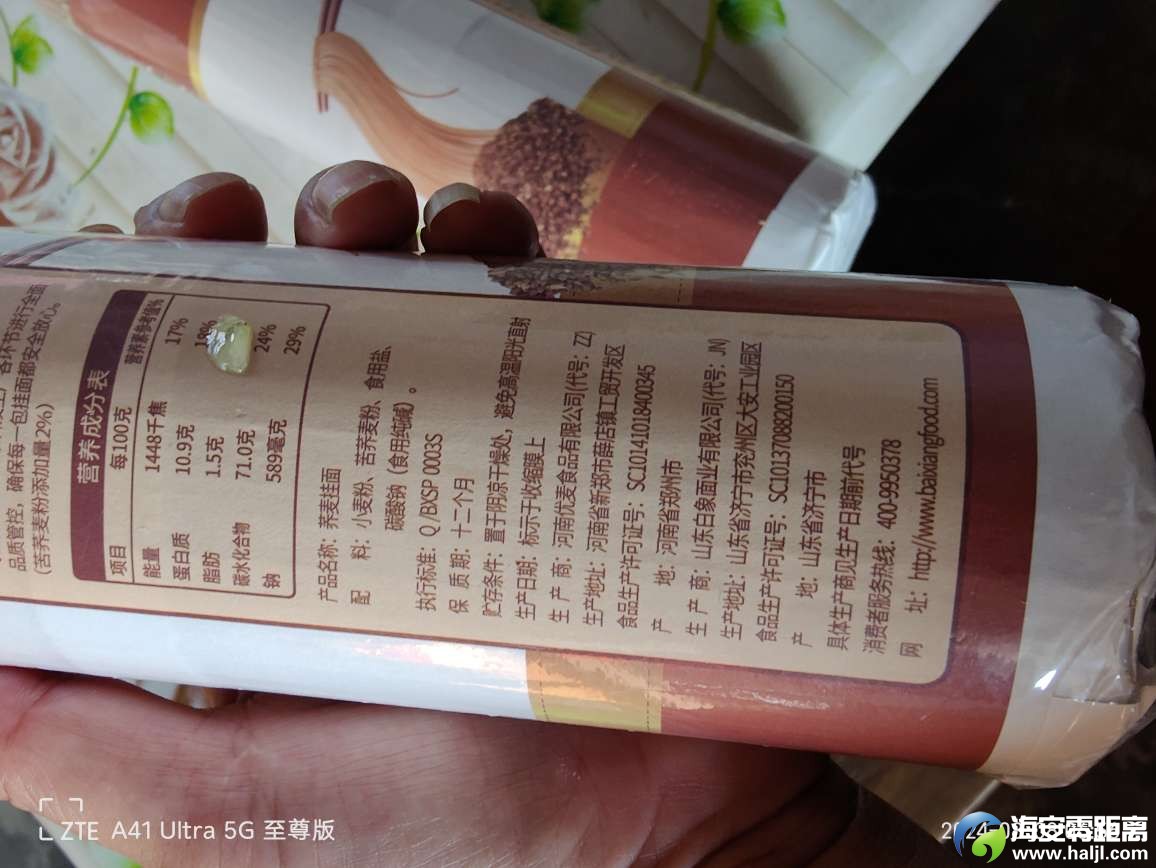 品质管控，确保每一包挂面都安全放心。
(苦荞麦粉添加量2%)
营养成分表
项目 每100克 营养素参考值%
能量 1448千焦 17%
蛋白质 10.9克 18%
脂肪 1.5克
碳水化合物 71.0克 24%
钠 589毫克 29%
产品名称：荞麦挂面
配 料：小麦粉、苦荞麦粉、食用盐、
碳酸钠（食用纯碱）。
执行标准：Q/BXSP 0003S
保 质 期：十二个月
贮存条件：置于阴凉干燥处，避免高温阳光直射
生产日期：标示于收缩膜上
生 产 商：河南优麦食品有限公司(代号：ZZ)
生产地址：河南省新郑市薛店镇工贸开发区
食品生产许可证号：SC10141018400345
产 地：河南省郑州市
生 产 商：山东白象面业有限公司(代号：JN)
生产地址：山东省济宁市兖州区大安工业园区
食品生产许可证号：SC10137088200150
产 地：山东省济宁市
具体生产商见生产日期前代号
消费者服务热线：400-9950378
网 址：http://www.baixiangfood.com
ZTE A41 Ultra 5G 至尊版
海安零距离
www.haljl.com